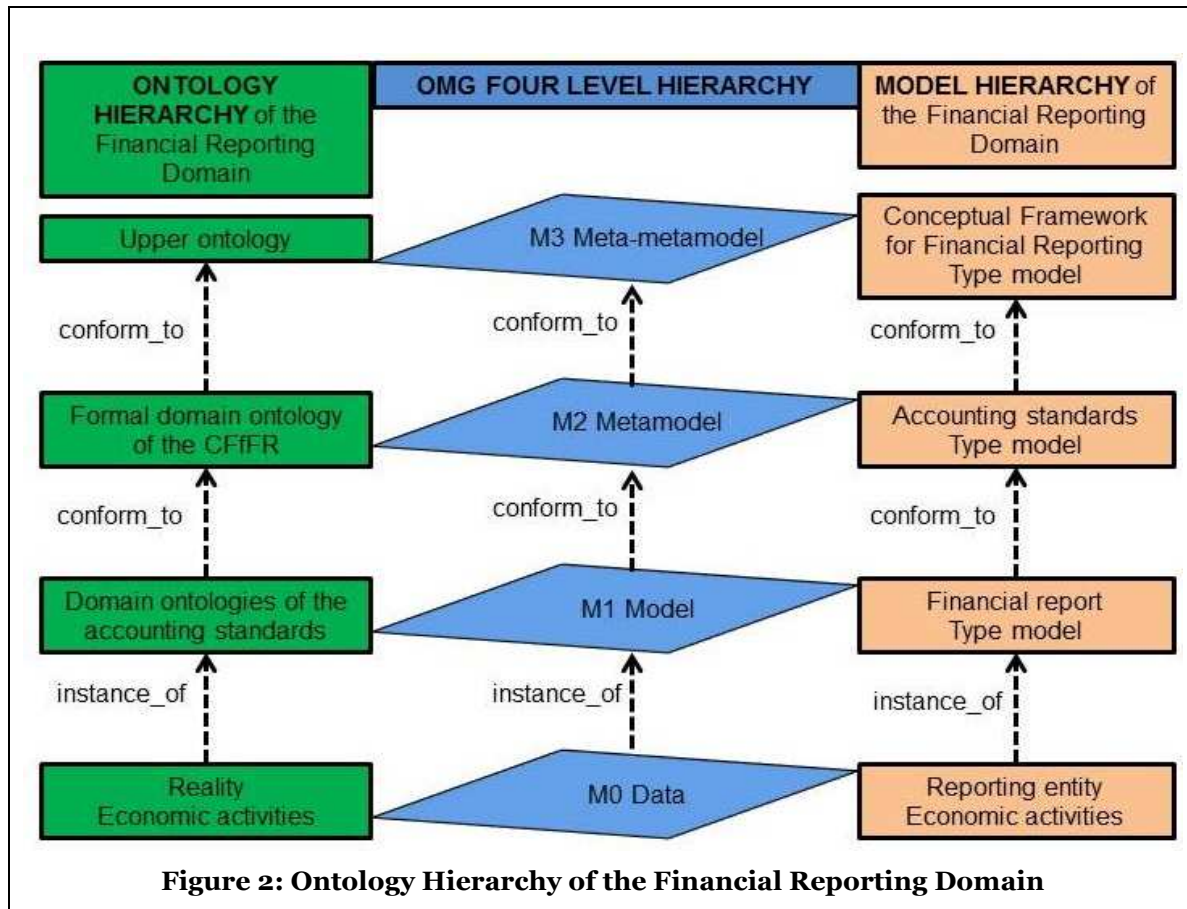 ONTOLOGY
HIERARCHY of the
Financial Reporting
Domain
OMG FOUR LEVEL HIERARCHY
MODEL HIERARCHY of
the Financial Reporting
Domain
Upper ontology
M3 Meta-metamodel
Conceptual Framework
for Financial Reporting
Type model
conform_to
conform_to
conform_to
Formal domain ontology
of the CFfFR
M2 Metamodel
Accounting standards
Type model
conform_to
conform_to
conform_to
Domain ontologies of the
accounting standards
M1 Model
Financial report
Type model
instance_of
instance_of
instance_of
Reality
Economic activities
M0 Data
Reporting entity
Economic activities
Figure 2: Ontology Hierarchy of the Financial Reporting Domain